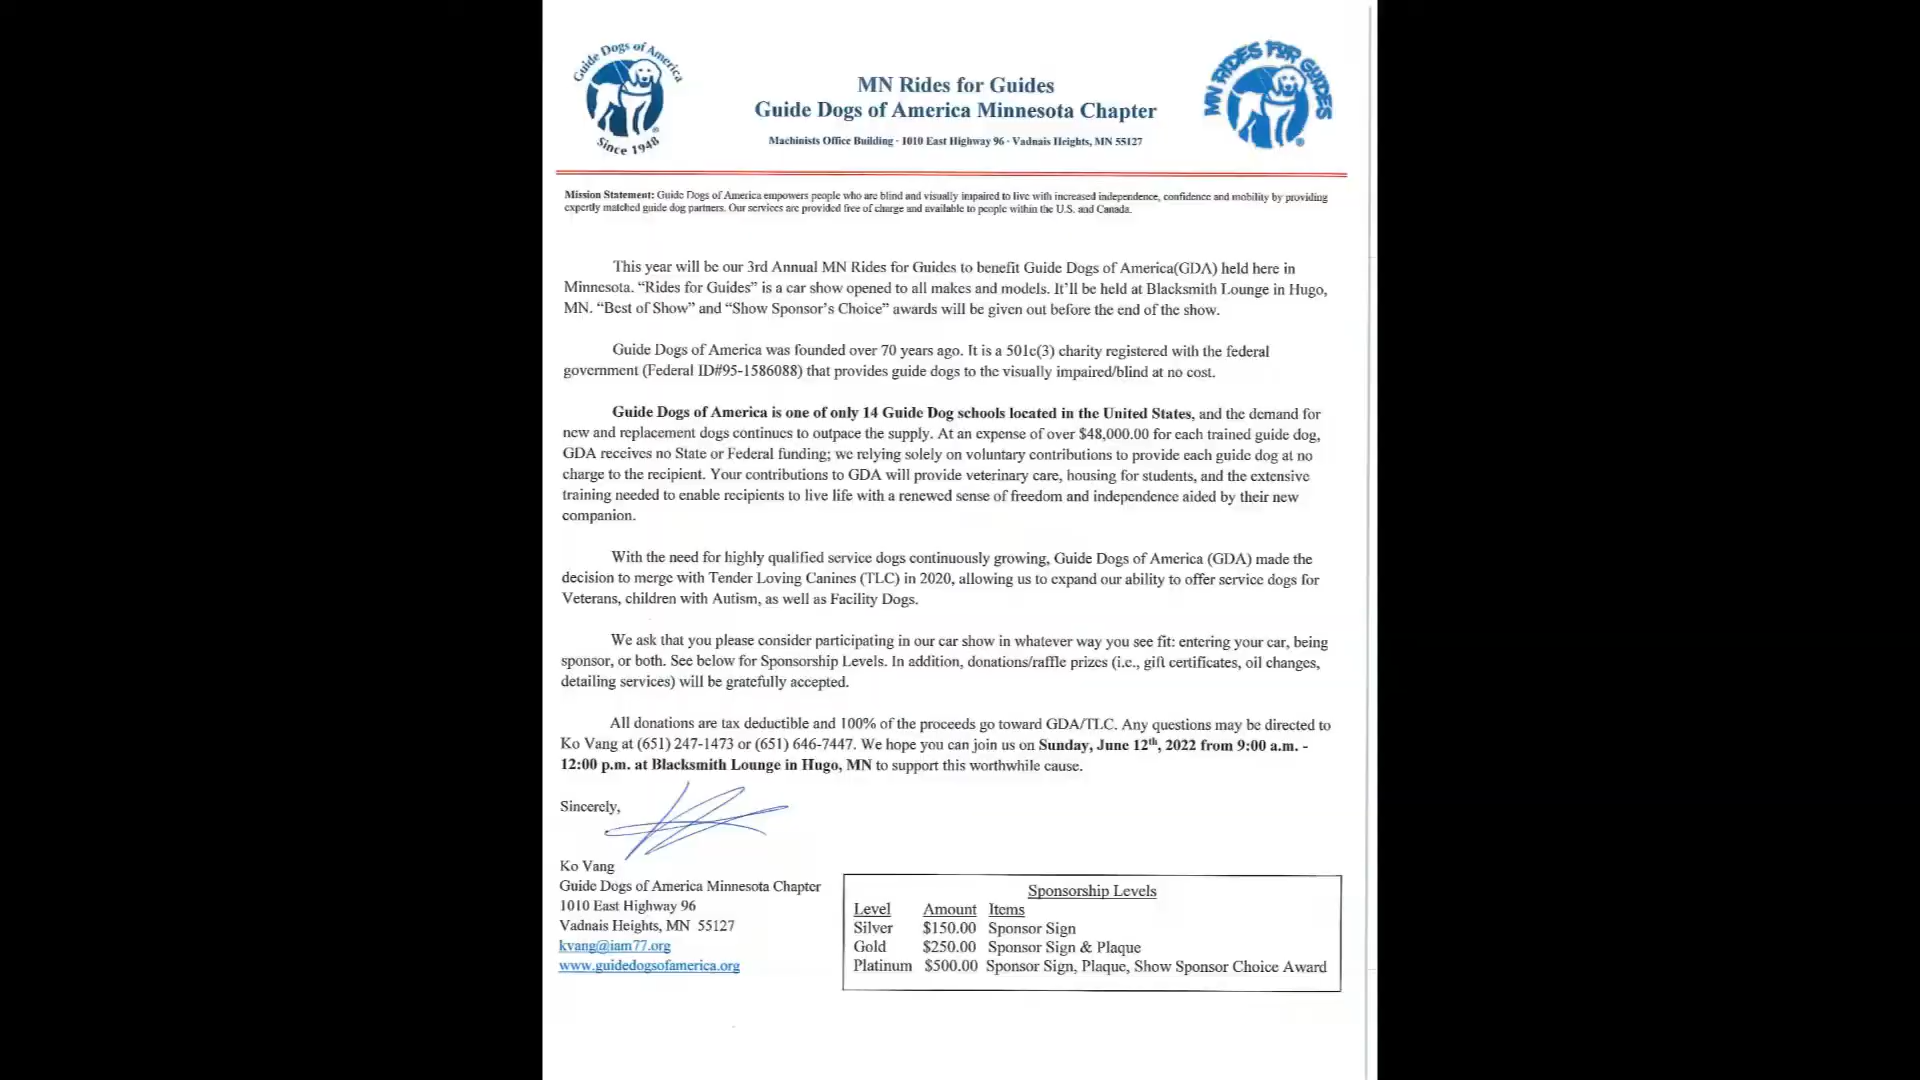 Guide Dogs of America
Since 1948
MN Rides for Guides
Guide Dogs of America Minnesota Chapter
Machinists Office Building · 1010 East Highway 96 · Vadnais Heights, MN 55127
MN RIDES FOR GUIDES
Mission Statement: Guide Dogs of America empowers people who are blind and visually impaired to live with increased independence, confidence and mobility by providing
expertly matched guide dog partners. Our services are provided free of charge and available to people within the U.S. and Canada.
This year will be our 3rd Annual MN Rides for Guides to benefit Guide Dogs of America(GDA) held here in
Minnesota. “Rides for Guides” is a car show opened to all makes and models. It’ll be held at Blacksmith Lounge in Hugo,
MN. “Best of Show” and “Show Sponsor’s Choice” awards will be given out before the end of the show.
Guide Dogs of America was founded over 70 years ago. It is a 501c(3) charity registered with the federal
government (Federal ID#95-1586088) that provides guide dogs to the visually impaired/blind at no cost.
Guide Dogs of America is one of only 14 Guide Dog schools located in the United States, and the demand for
new and replacement dogs continues to outpace the supply. At an expense of over $48,000.00 for each trained guide dog,
GDA receives no State or Federal funding; we relying solely on voluntary contributions to provide each guide dog at no
charge to the recipient. Your contributions to GDA will provide veterinary care, housing for students, and the extensive
training needed to enable recipients to live life with a renewed sense of freedom and independence aided by their new
companion.
With the need for highly qualified service dogs continuously growing, Guide Dogs of America (GDA) made the
decision to merge with Tender Loving Canines (TLC) in 2020, allowing us to expand our ability to offer service dogs for
Veterans, children with Autism, as well as Facility Dogs.
We ask that you please consider participating in our car show in whatever way you see fit: entering your car, being
sponsor, or both. See below for Sponsorship Levels. In addition, donations/raffle prizes (i.e., gift certificates, oil changes,
detailing services) will be gratefully accepted.
All donations are tax deductible and 100% of the proceeds go toward GDA/TLC. Any questions may be directed to
Ko Vang at (651) 247-1473 or (651) 646-7447. We hope you can join us on Sunday, June 12th, 2022 from 9:00 a.m. -
12:00 p.m. at Blacksmith Lounge in Hugo, MN to support this worthwhile cause.
Sincerely,
Ko Vang
Guide Dogs of America Minnesota Chapter
1010 East Highway 96
Vadnais Heights, MN 55127
kvang@iam77.org
www.guidedogsofamerica.org
Sponsorship Levels
Level Amount Items
Silver $150.00 Sponsor Sign
Gold $250.00 Sponsor Sign & Plaque
Platinum $500.00 Sponsor Sign, Plaque, Show Sponsor Choice Award